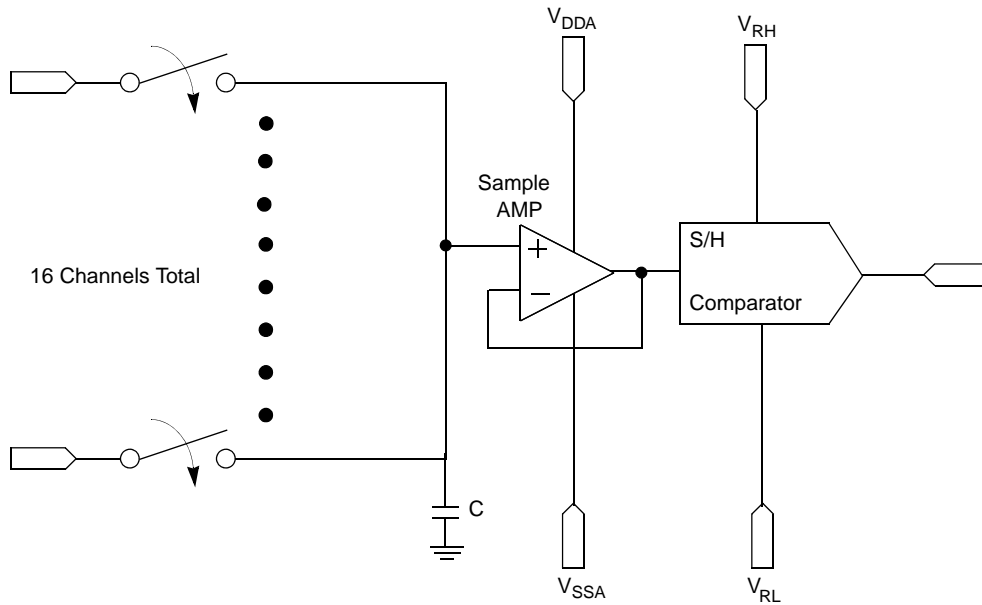 VDDA
VRH
Sample
AMP
+
−
S/H
Comparator
16 Channels Total
C
VSSA
VRL